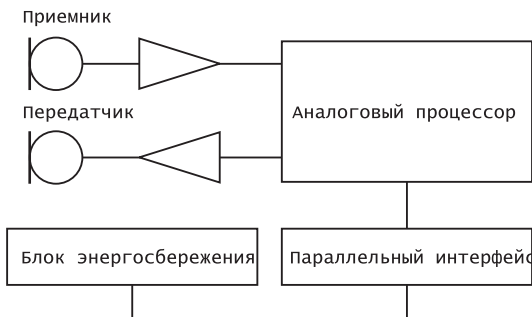 Приемник
Передатчик
Аналоговый процессор
Блок энергосбережения
Параллельный интерфейс